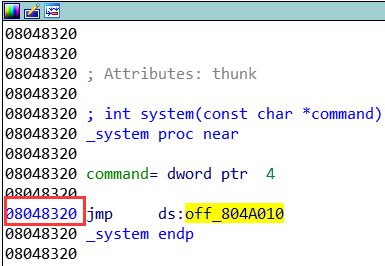 08048320
08048320
08048320 ; Attributes: thunk
08048320
08048320 ; int system(const char *command)
08048320 _system proc near
08048320
08048320 command= dword ptr  4
08048320
08048320 jmp     ds:off_804A010
08048320 _system endp
08048320